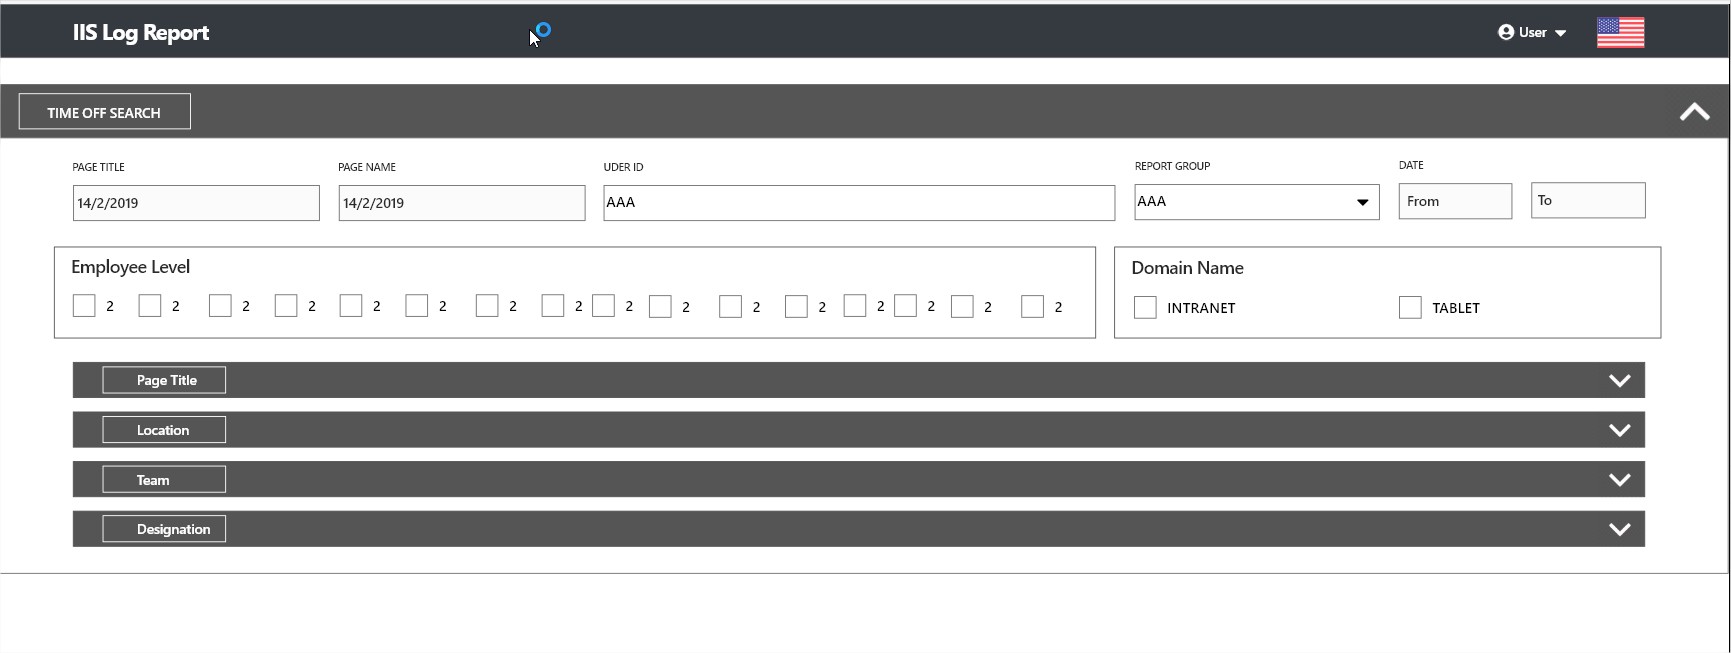 IIS Log Report
User
TIME OFF SEARCH
PAGE TITLE
PAGE NAME
UDER ID
REPORT GROUP
DATE
14/2/2019
14/2/2019
AAA
AAA
From
To
Employee Level
2 2 2 2 2 2 2 2 2 2 2 2 2 2 2 2
Domain Name
INTRANET
TABLET
Page Title
Location
Team
Designation